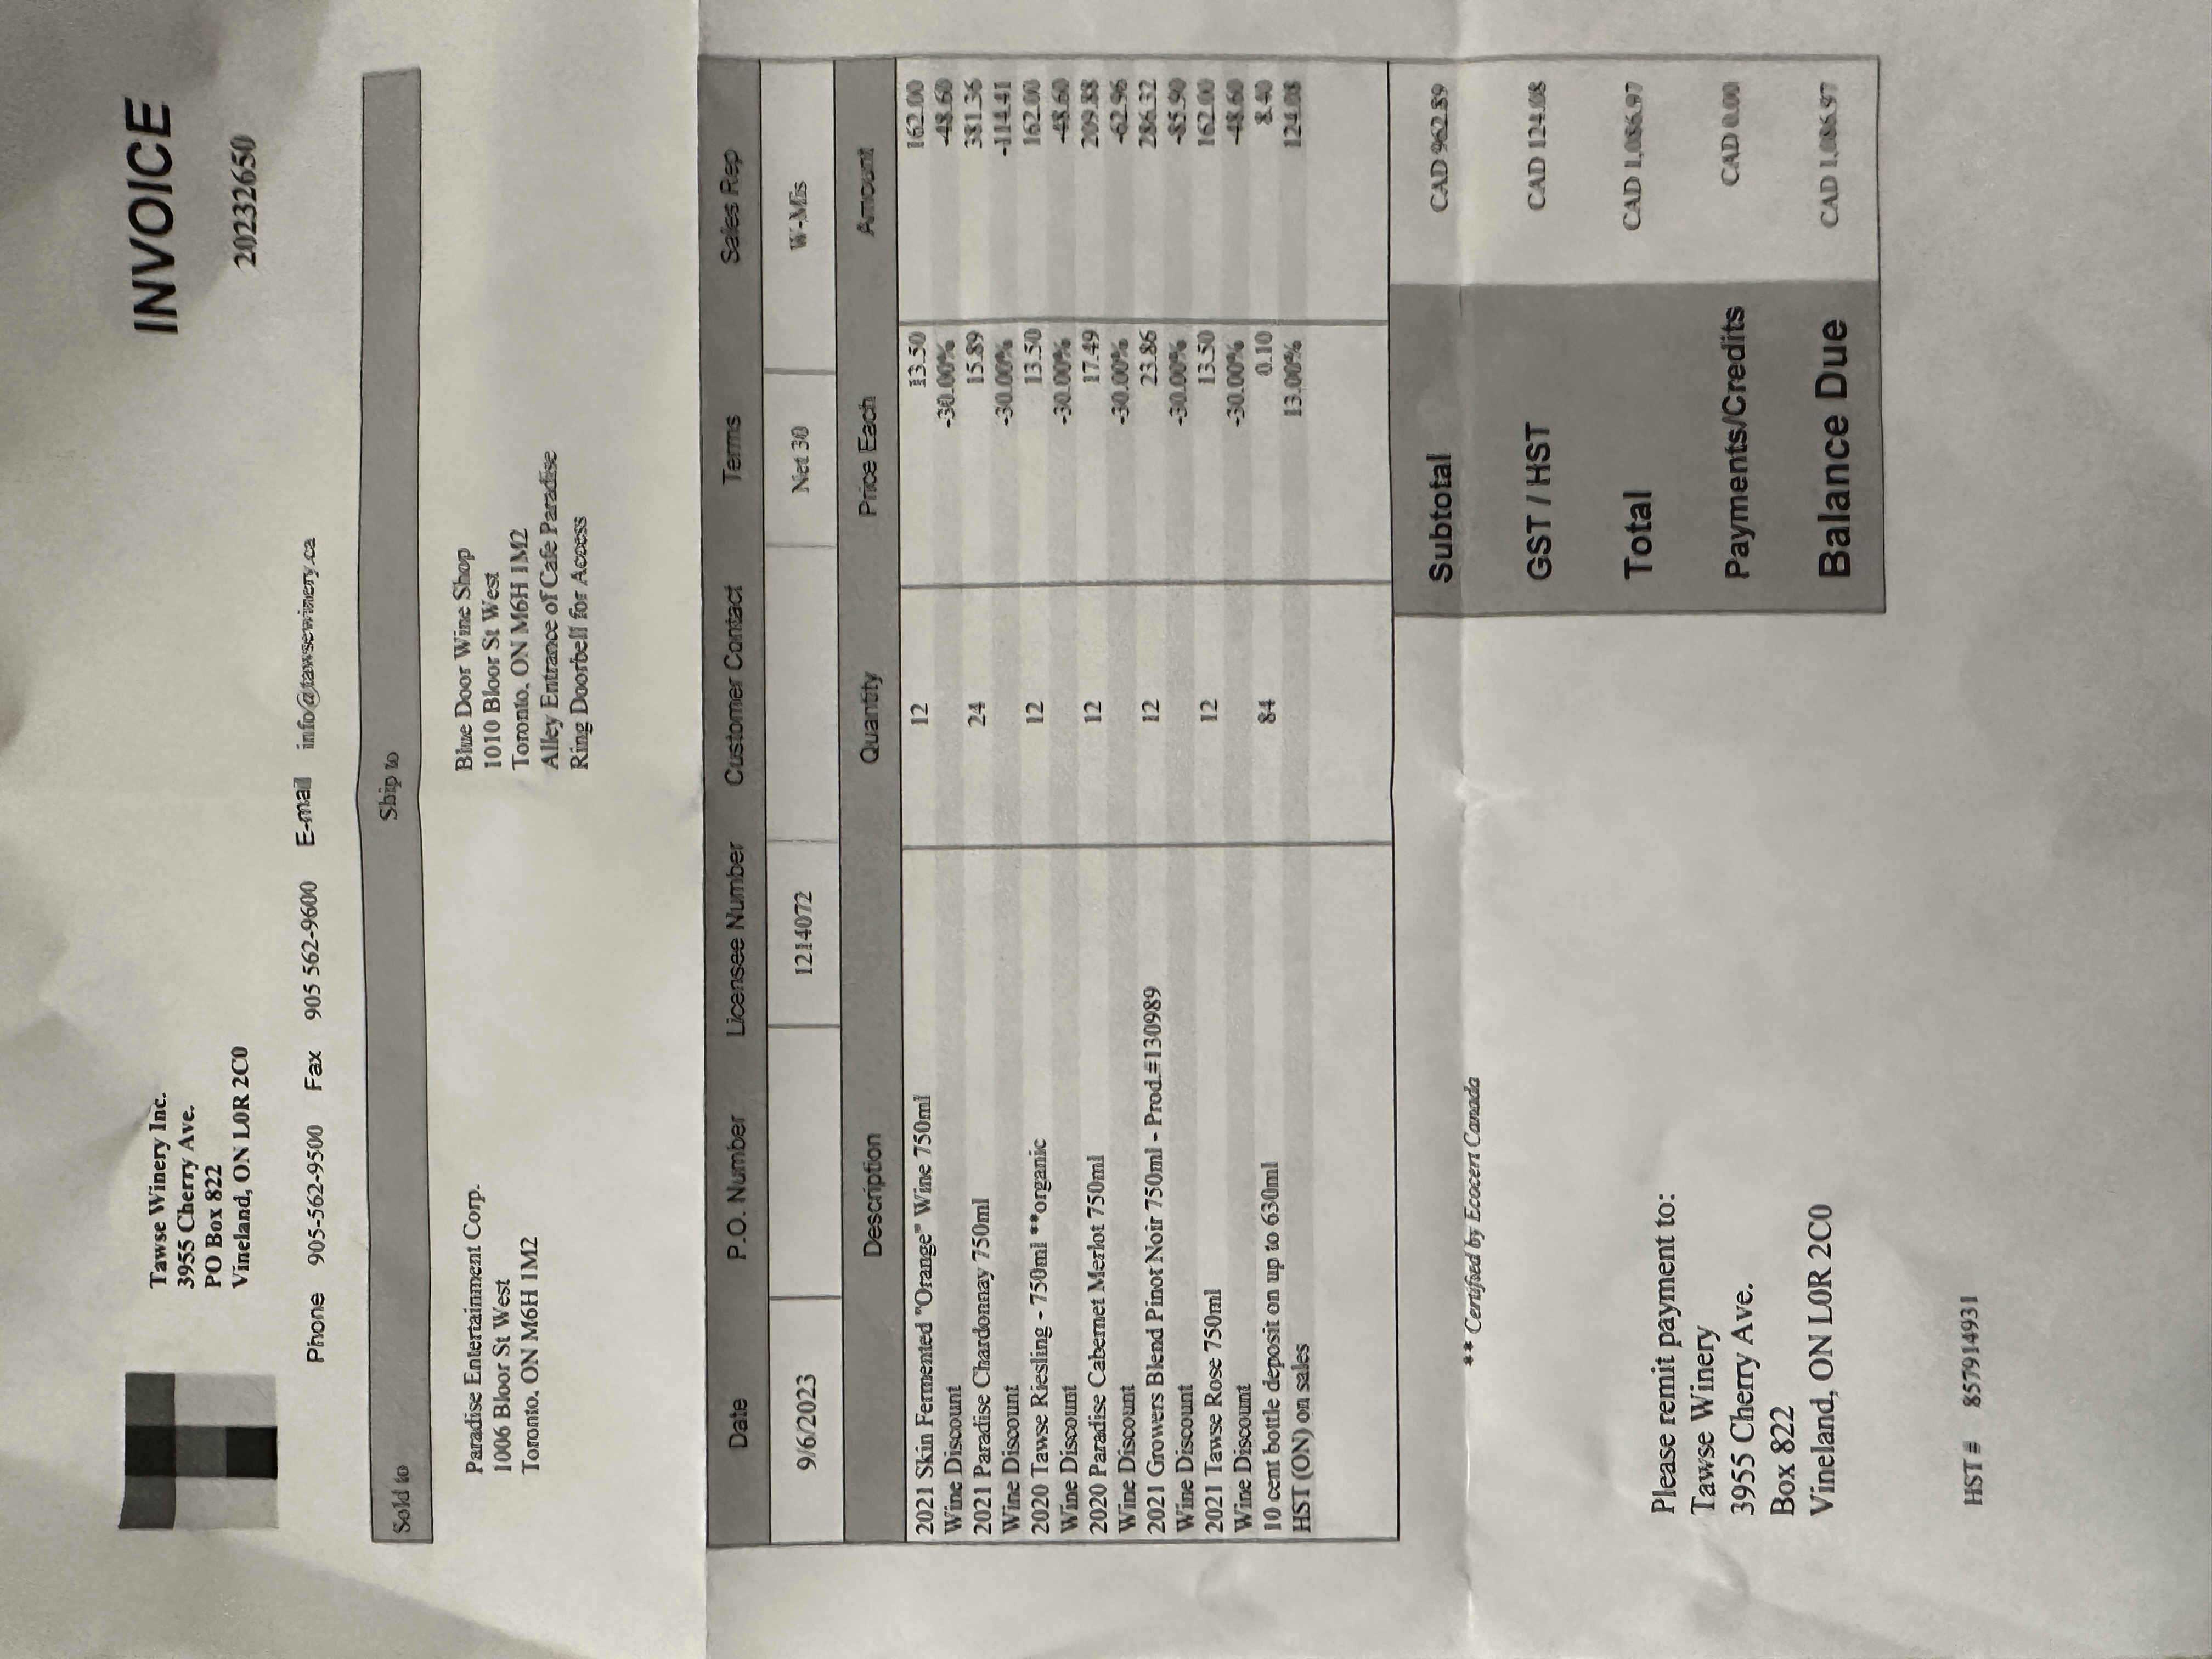 INVOICE
Tawse Winery Inc.
3955 Cherry Ave.
PO Box 822
Vineland, ON L0R 2C0
20232650
Phone 905-562-9500 Fax 905 562-9600 E-mail info@tawsewinery.ca
Sold to Ship to
Paradise Entertainment Corp.
1006 Bloor St West
Toronto, ON M6H 1M2
Blue Door Wine Shop
1010 Bloor St West
Toronto, ON M6H 1M2
Alley Entrance of Cafe Paradise
Ring Doorbell for Access
Date P.O. Number Licensee Number Customer Contact Terms Sales Rep
9/6/2023 1214072 Net 30 W-Mis
Description Quantity Price Each Amount
2021 Skin Fermented "Orange" Wine 750ml 12 13.50 162.00
Wine Discount -30.00% -48.60
2021 Paradise Chardonnay 750ml 24 15.89 381.36
Wine Discount -30.00% -114.41
2020 Tawse Riesling - 750ml **organic 12 13.50 162.00
Wine Discount -30.00% -48.60
2020 Paradise Cabernet Merlot 750ml 12 17.49 209.88
Wine Discount -30.00% -62.96
2021 Growers Blend Pinot Noir 750ml - Prod.#130989 12 23.86 286.32
Wine Discount -30.00% -85.90
2021 Tawse Rose 750ml 12 13.50 162.00
Wine Discount -30.00% -48.60
10 cent bottle deposit on up to 630ml 84 0.10 8.40
HST (ON) on sales 13.00% 124.08
Subtotal CAD 962.89
** Certified by Ecocert Canada
GST / HST CAD 124.08
Total CAD 1,086.97
Payments/Credits CAD 0.00
Balance Due CAD 1,086.97
Please remit payment to:
Tawse Winery
3955 Cherry Ave.
Box 822
Vineland, ON L0R 2C0
HST # 857914931